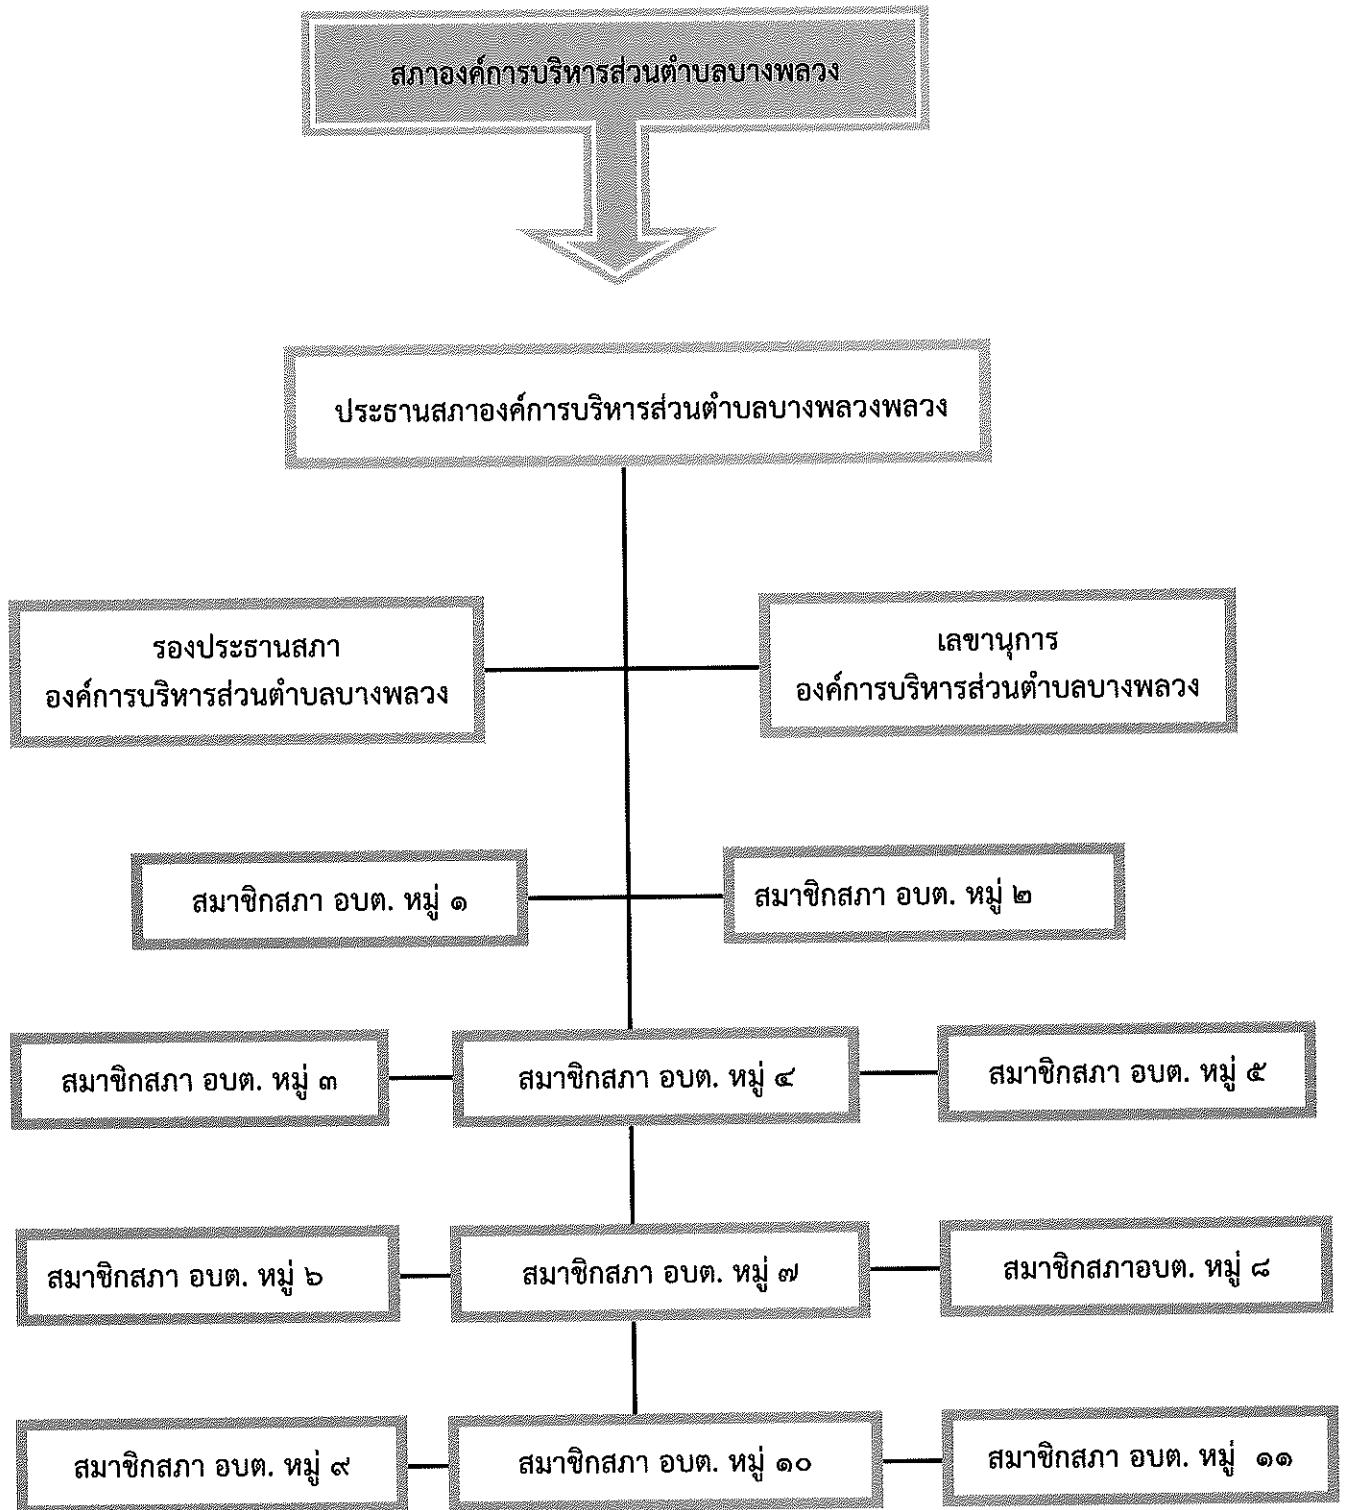 สภาองค์การบริหารส่วนตำบลบางพลวง
ประธานสภาองค์การบริหารส่วนตำบลบางพลวงพลวง
รองประธานสภา
องค์การบริหารส่วนตำบลบางพลวง
เลขานุการ
องค์การบริหารส่วนตำบลบางพลวง
สมาชิกสภา อบต. หมู่ ๑
สมาชิกสภา อบต. หมู่ ๒
สมาชิกสภา อบต. หมู่ ๓
สมาชิกสภา อบต. หมู่ ๔
สมาชิกสภา อบต. หมู่ ๕
สมาชิกสภา อบต. หมู่ ๖
สมาชิกสภา อบต. หมู่ ๗
สมาชิกสภาอบต. หมู่ ๘
สมาชิกสภา อบต. หมู่ ๙
สมาชิกสภา อบต. หมู่ ๑๐
สมาชิกสภา อบต. หมู่ ๑๑